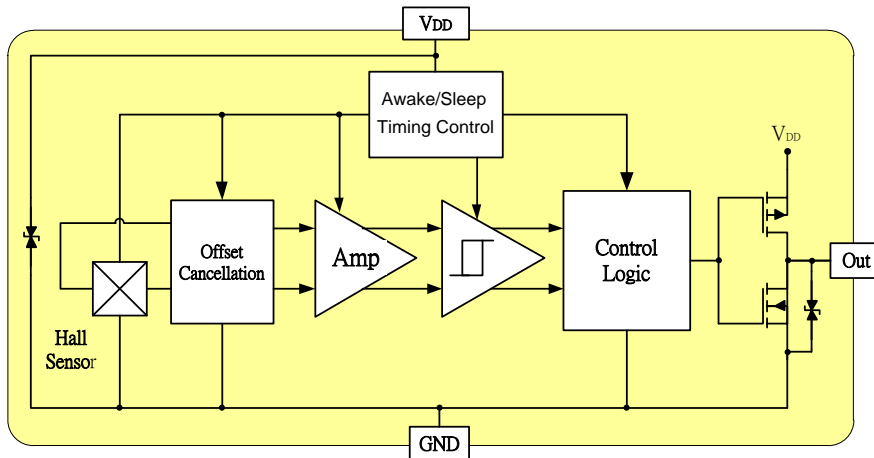 VDD
Awake/Sleep
Timing Control
VDD
Offset
Cancellation
Amp
Control
Logic
Out
Hall
Sensor
GND